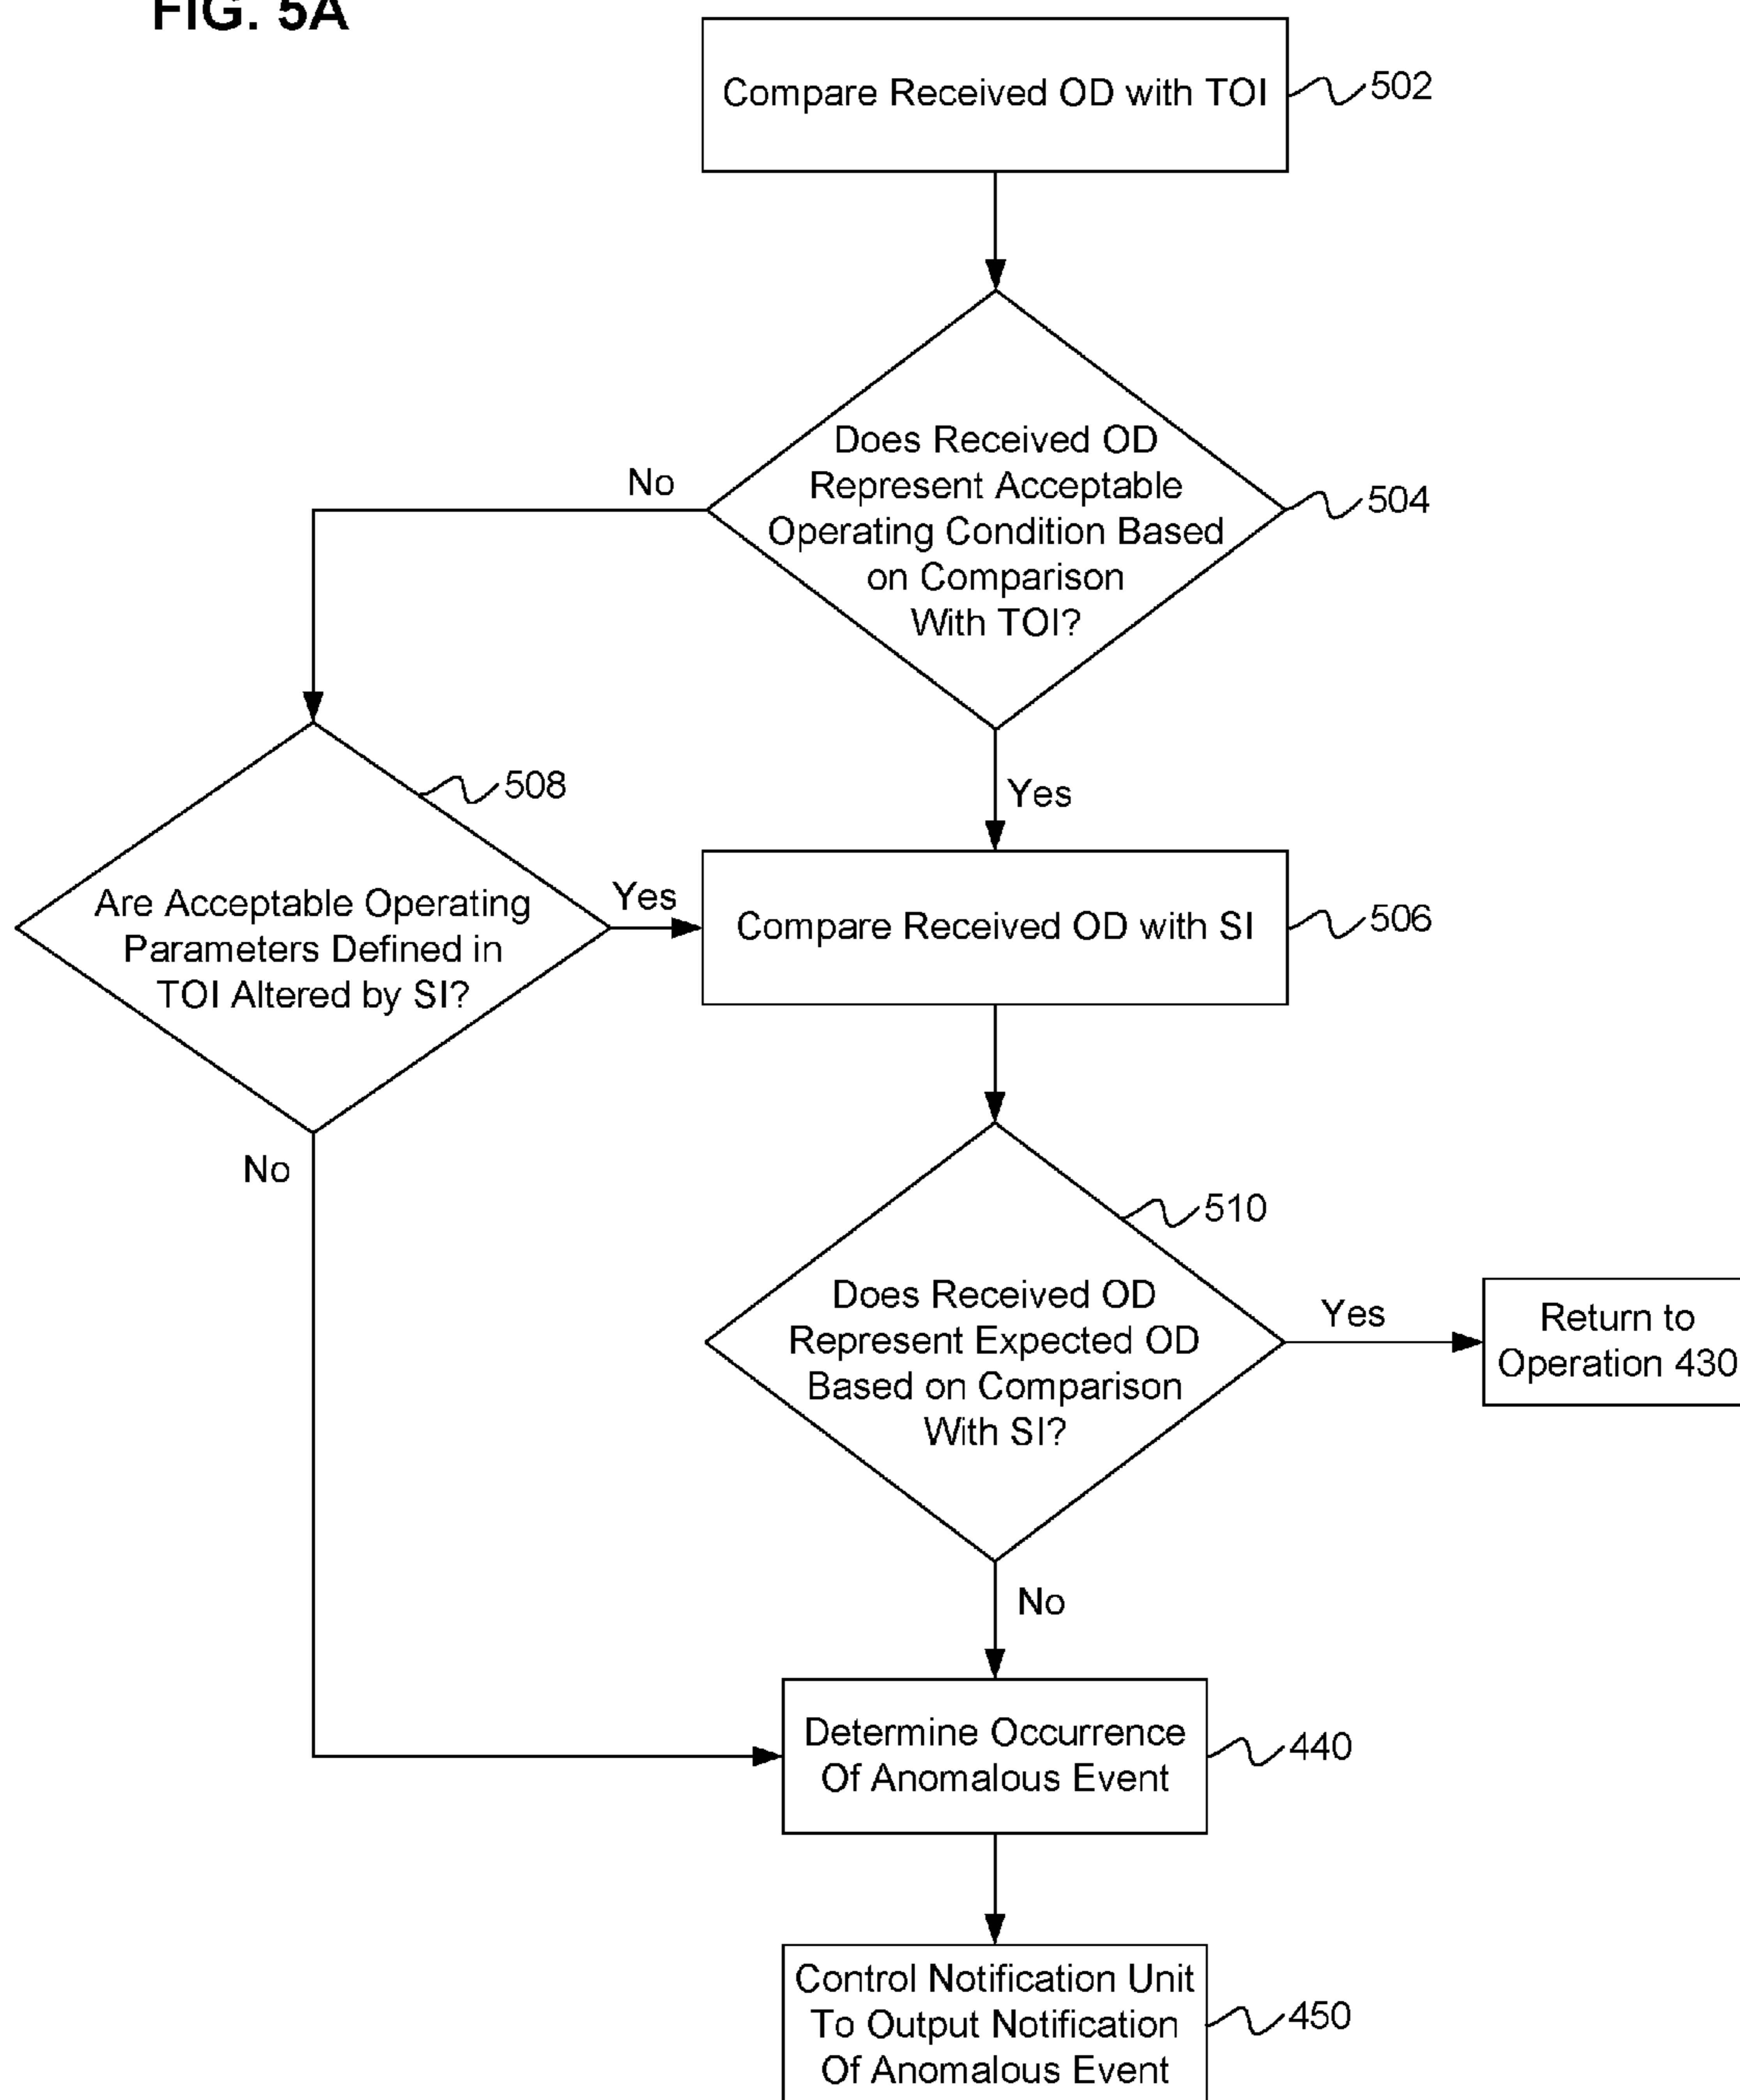 FIG. 5A
Compare Received OD with TOI
502
Does Received OD
Represent Acceptable
Operating Condition Based
on Comparison
With TOI?
504
No
Yes
508
Are Acceptable Operating
Parameters Defined in
TOI Altered by SI?
Yes
Compare Received OD with SI
506
No
510
Does Received OD
Represent Expected OD
Based on Comparison
With SI?
Yes
Return to
Operation 430
No
Determine Occurrence
Of Anomalous Event
440
Control Notification Unit
To Output Notification
Of Anomalous Event
450